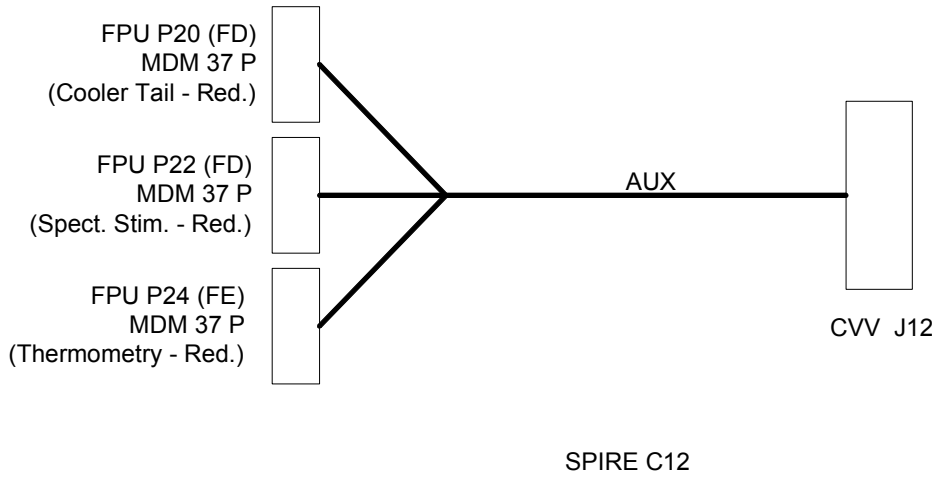 FPU P20 (FD)
MDM 37 P
(Cooler Tail - Red.)
FPU P22 (FD)
MDM 37 P
(Spect. Stim. - Red.)
AUX
FPU P24 (FE)
MDM 37 P
(Thermometry - Red.)
CVV J12
SPIRE C12